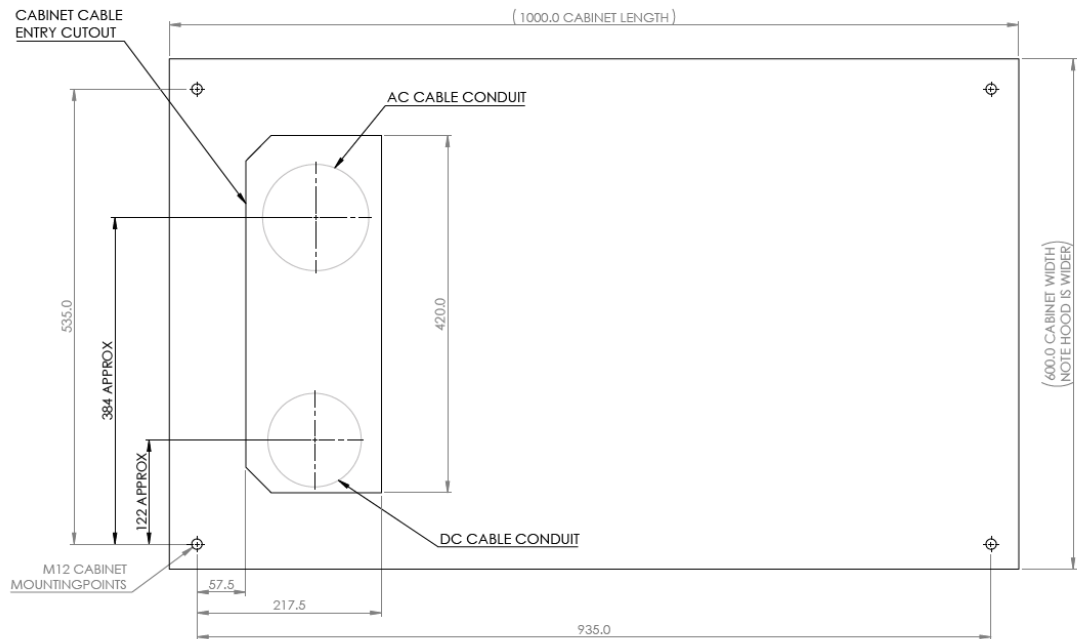 CABINET CABLE
ENTRY CUTOUT
( 1000.0 CABINET LENGTH )
AC CABLE CONDUIT
535.0
384 APPROX
122 APPROX
420.0
(600.0 CABINET WIDTH)
(NOTE HOOD IS WIDER)
DC CABLE CONDUIT
M12 CABINET
MOUNTINGPOINTS
57.5
217.5
935.0